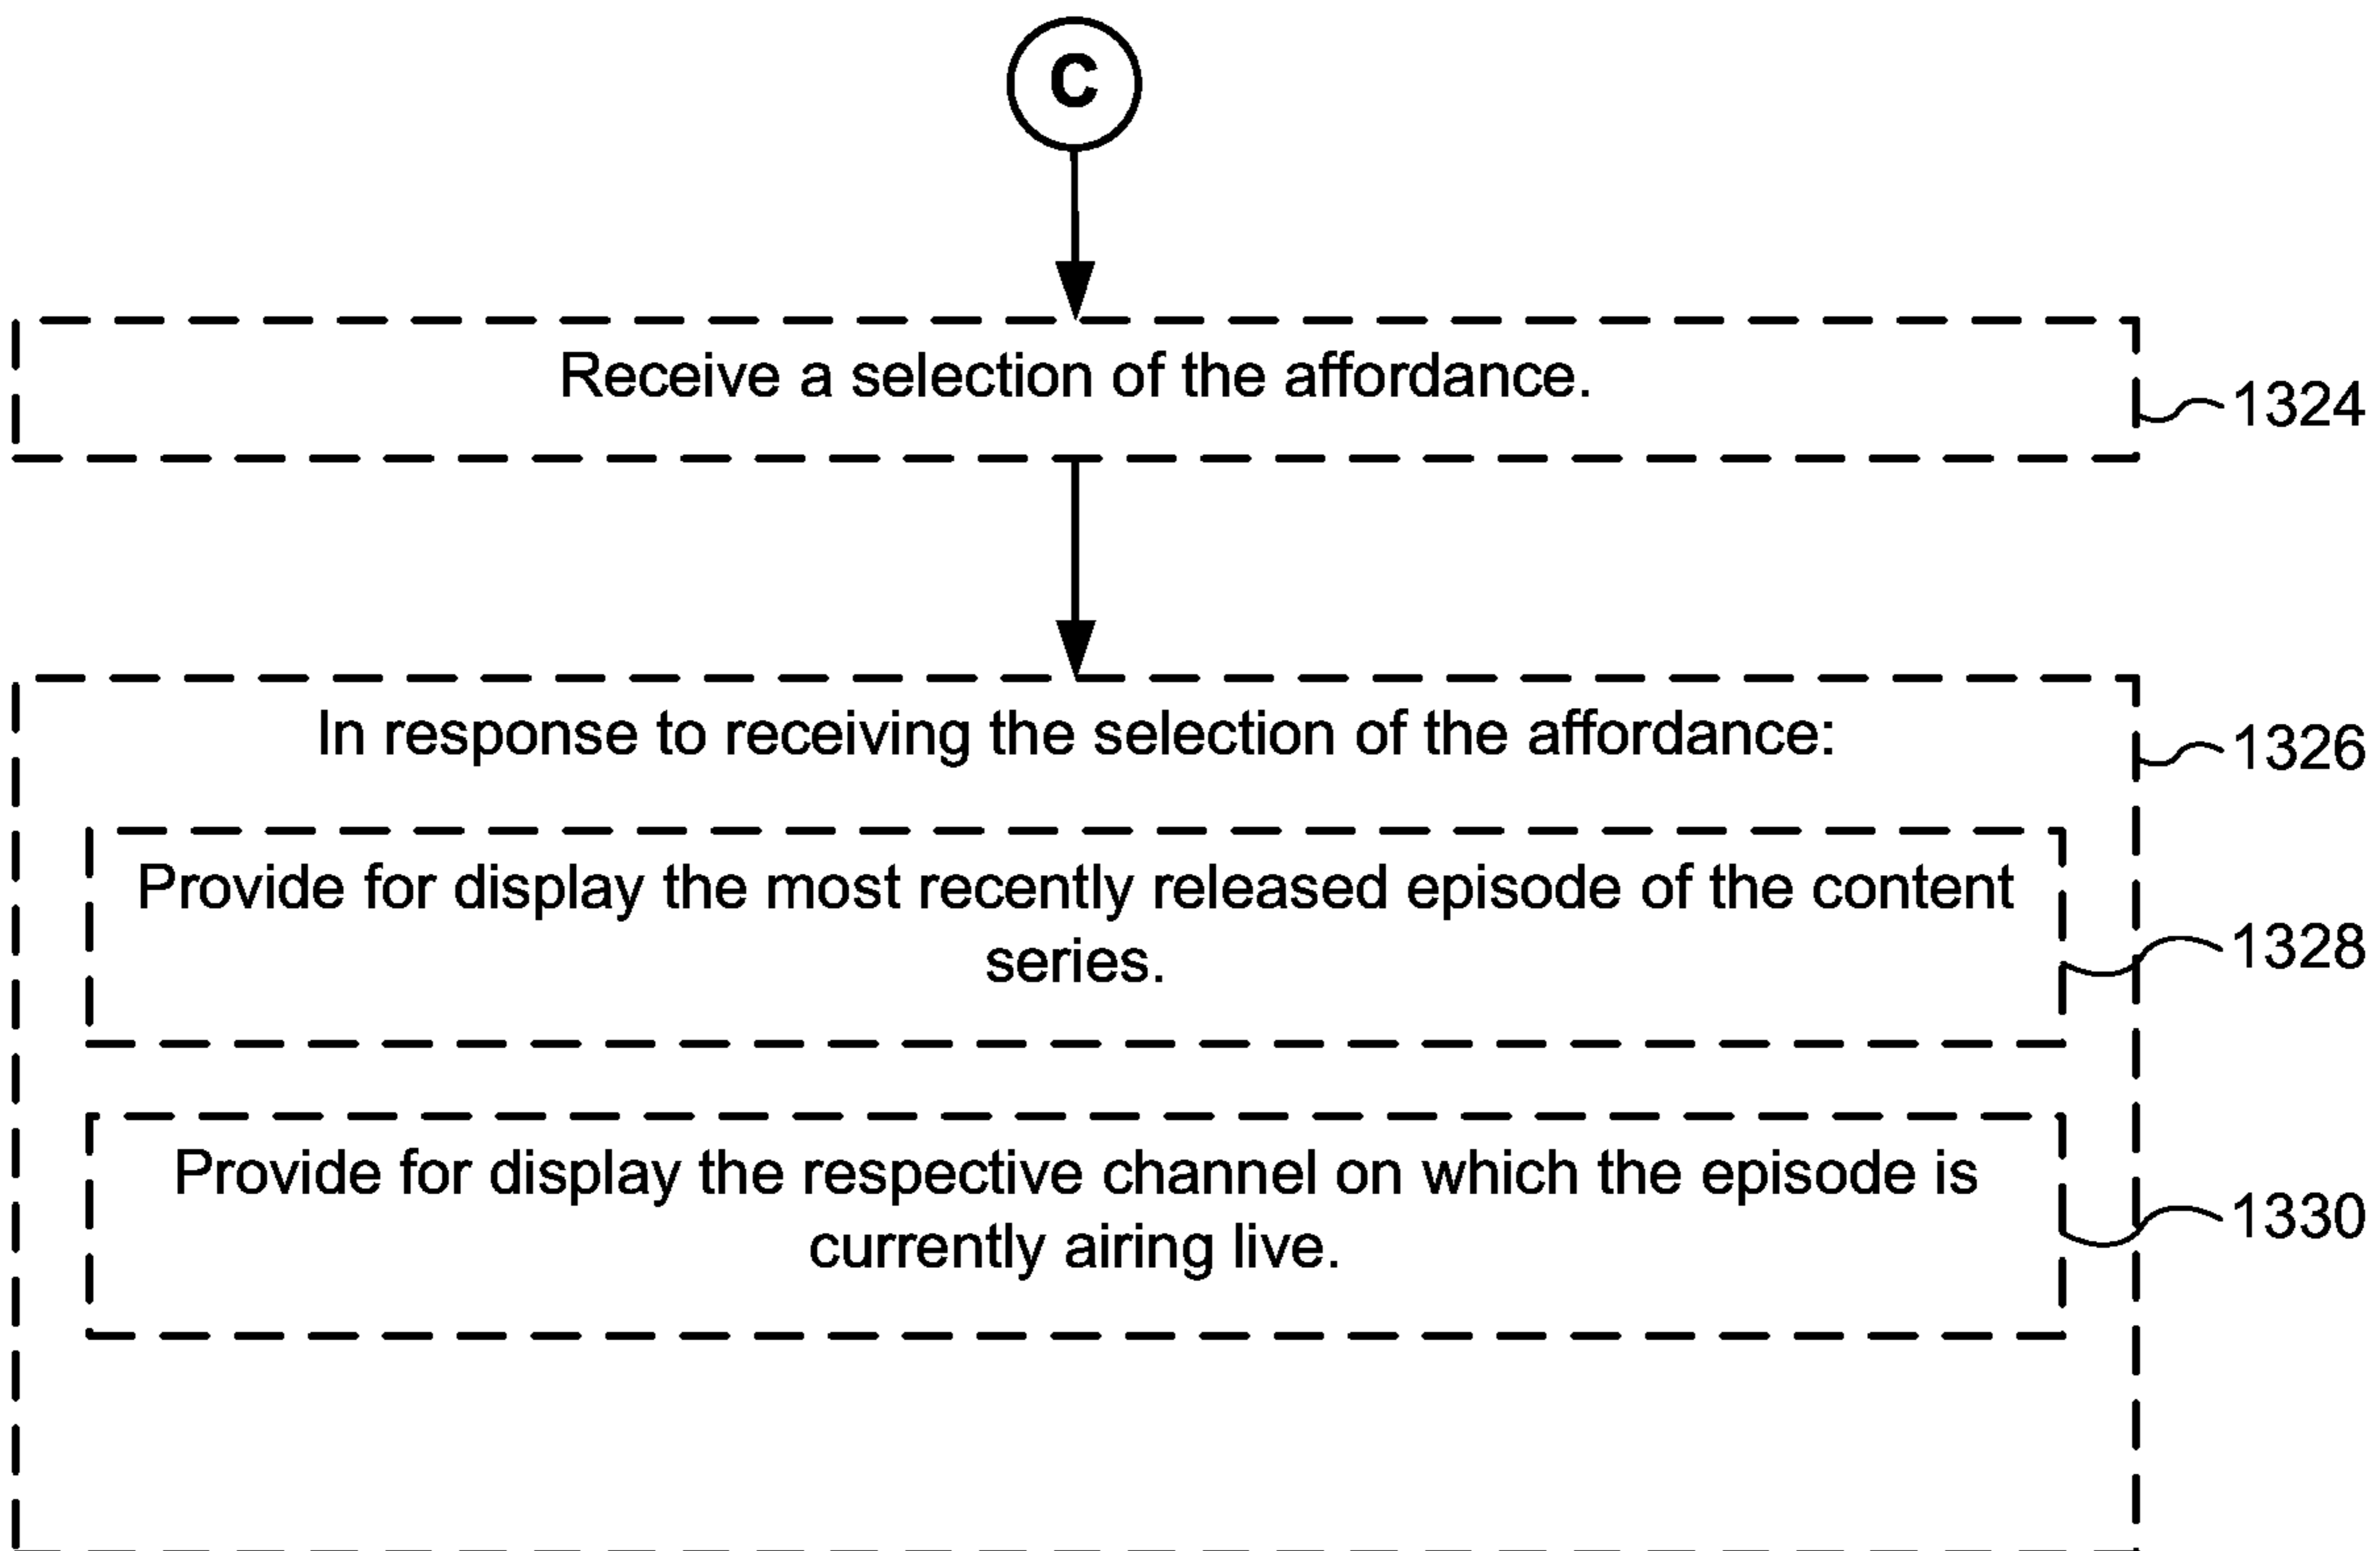 C
Receive a selection of the affordance.
1324
In response to receiving the selection of the affordance:
1326
Provide for display the most recently released episode of the content
series.
1328
Provide for display the respective channel on which the episode is
currently airing live.
1330